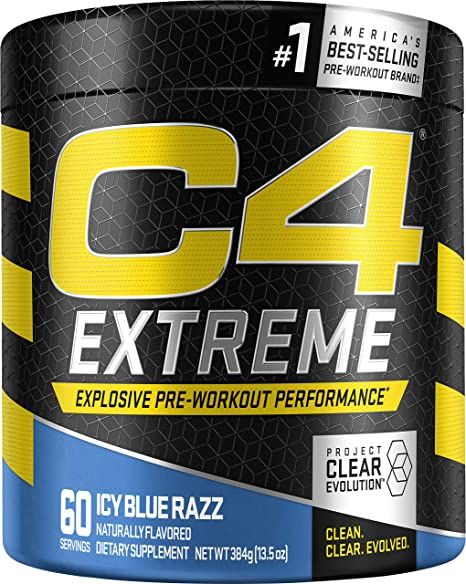 #1
AMERICA'S
BEST-SELLING
PRE-WORKOUT BRAND‡
C4®
EXTREME
EXPLOSIVE PRE-WORKOUT PERFORMANCE*
PROJECT
CLEAR
EVOLUTION™
60
SERVINGS
ICY BLUE RAZZ
NATURALLY FLAVORED
DIETARY SUPPLEMENT NET WT 384g (13.5 oz)
CLEAN.
CLEAR. EVOLVED.